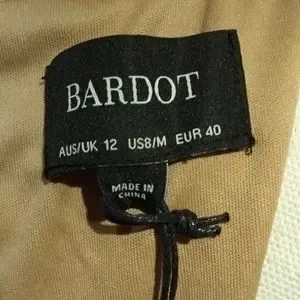 BARDOT
AUS/UK 12 US8/M EUR 40
MADE IN
CHINA